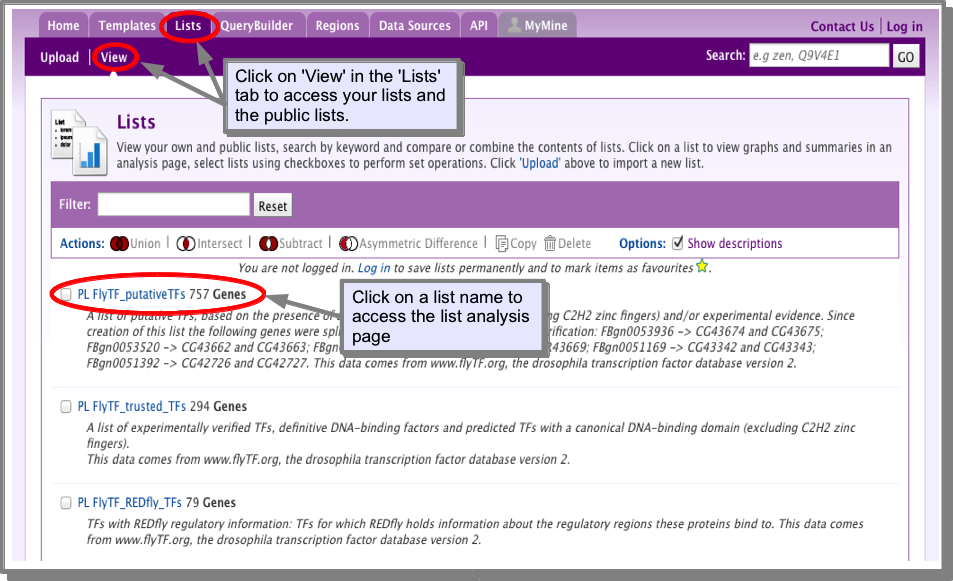 Home Templates Lists QueryBuilder Regions Data Sources API MyMine Contact Us | Log in
Upload | View Search: e.g zen, Q9V4E1 GO
Click on 'View' in the 'Lists'
tab to access your lists and
the public lists.
List
Lists
View your own and public lists, search by keyword and compare or combine the contents of lists. Click on a list to view graphs and summaries in an
analysis page, select lists using checkboxes to perform set operations. Click 'Upload' above to import a new list.
Filter: Reset
Actions: Union | Intersect | Subtract | Asymmetric Difference | Copy Delete Options: Show descriptions
You are not logged in. Log in to save lists permanently and to mark items as favourites .
PL FlyTF_putativeTFs 757 Genes
Click on a list name to
access the list analysis
page
A list of putative TFs, based on the presence of C2H2 zinc fingers) and/or experimental evidence. Since
creation of this list the following genes were FBgn0053936 -> CG43674 and CG43675;
FBgn0053520 -> CG43662 and CG43663; FBgn0051169 -> CG43342 and CG43343;
FBgn0051392 -> CG42726 and CG42727. This data comes from www.flyTF.org, the drosophila transcription factor database version 2.
PL FlyTF_trusted_TFs 294 Genes
A list of experimentally verified TFs, definitive DNA-binding factors and predicted TFs with a canonical DNA-binding domain (excluding C2H2 zinc
fingers).
This data comes from www.flyTF.org, the drosophila transcription factor database version 2.
PL FlyTF_REDfly_TFs 79 Genes
TFs with REDfly regulatory information: TFs for which REDfly holds information about the regulatory regions these proteins bind to. This data comes
from www.flyTF.org, the drosophila transcription factor database version 2.